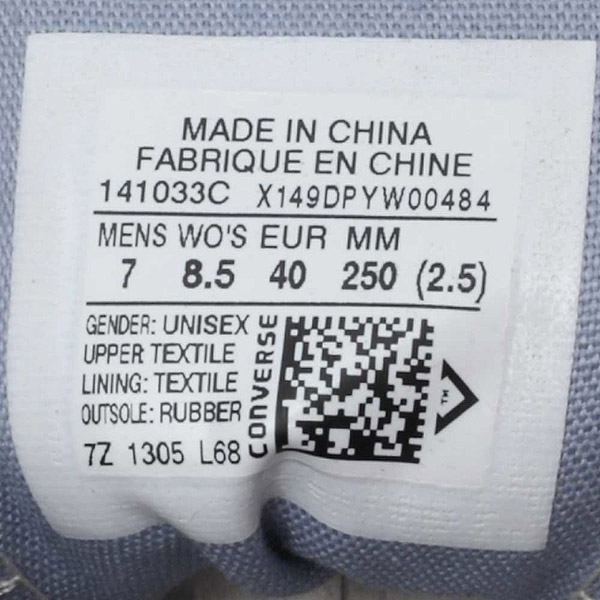 MADE IN CHINA
FABRIQUE EN CHINE
141033C X149DPYW00484
MENS WO'S EUR MM
7 8.5 40 250 (2.5)
GENDER: UNISEX
UPPER TEXTILE
LINING: TEXTILE
OUTSOLE: RUBBER
7Z 1305 L68
CONVERSE
TM